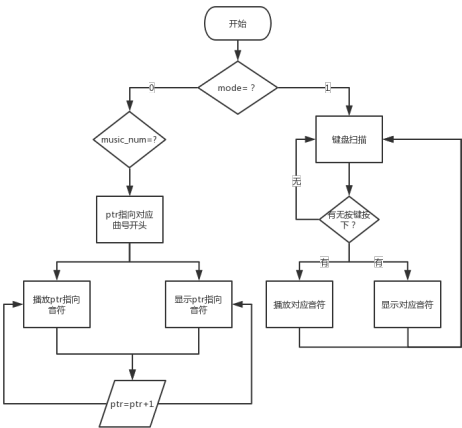 开始
mode= ?
0
1
music_num=?
键盘扫描
无
ptr指向对应
曲导开头
有无按键按
下 ?
有
有
播放ptr指向
音符
显示ptr指向
音符
播放对应音符
显示对应音符
ptr=ptr+1